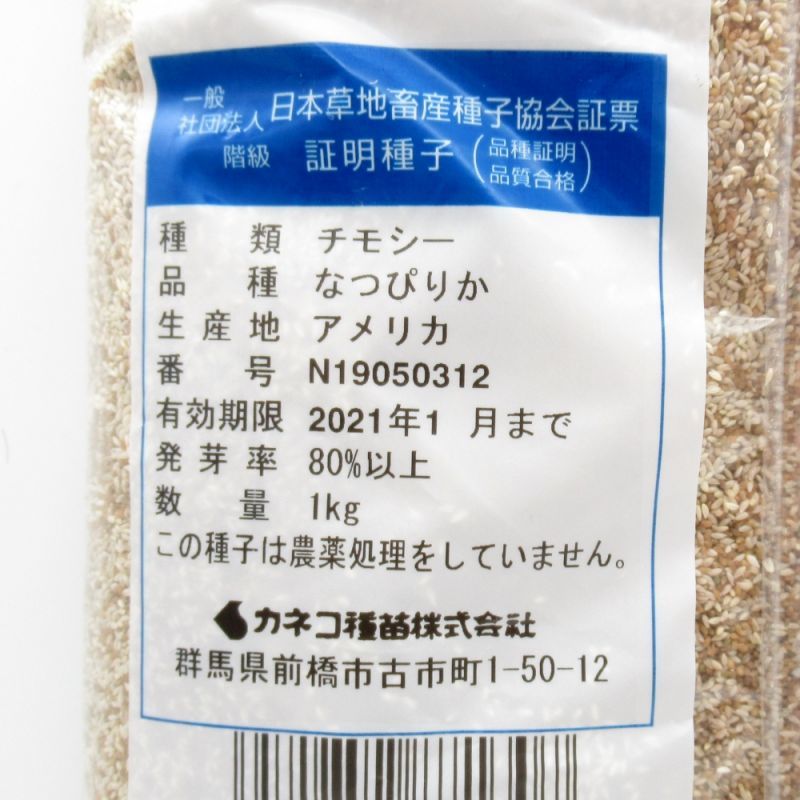 一般社団法人 日本草地畜産種子協会証票
階級 証明種子 (品種証明 品質合格)
種類 チモシー
品種 なつぴりか
生産地 アメリカ
番号 N19050312
有効期限 2021年1 月まで
発芽率 80%以上
数量 1kg
この種子は農薬処理をしていません。
カネコ種苗株式会社
群馬県前橋市古市町1-50-12